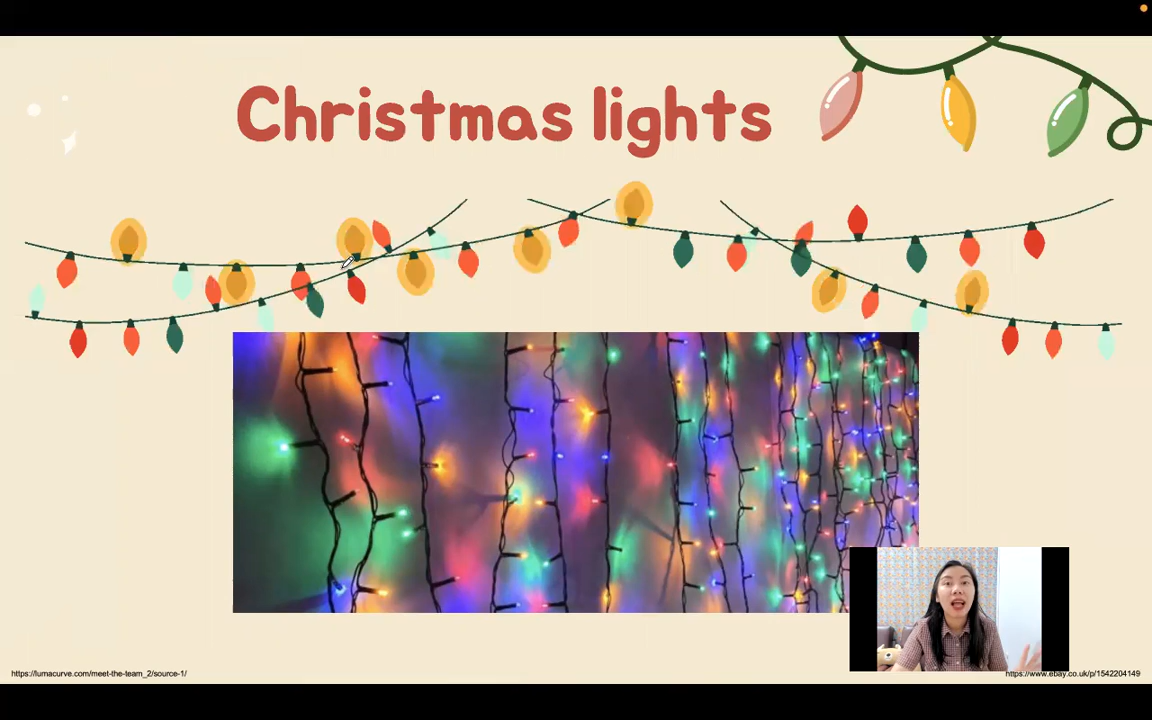 Christmas lights
https://lumacurve.com/meet-the-team_2/source-1/
https://www.ebay.co.uk/p/1542204149